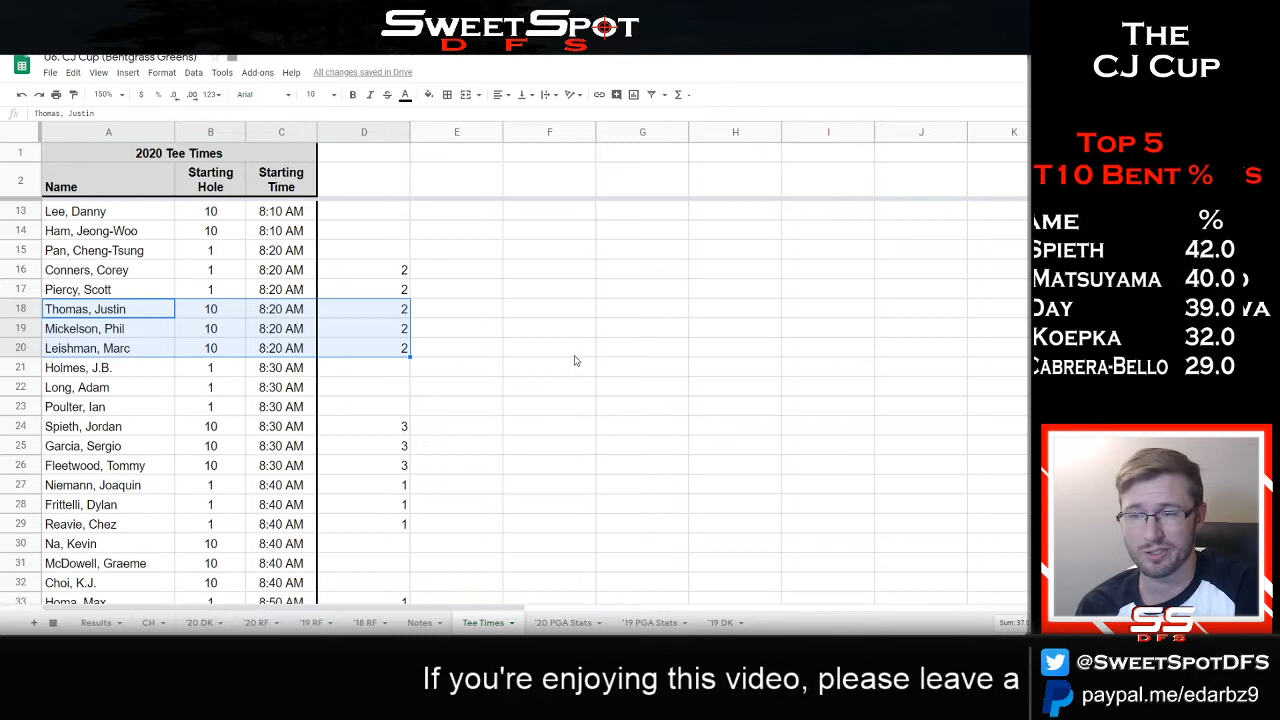 SweetSpot
DFS
The
CJ Cup
06. CJ Cup (Bentgrass Greens)
File Edit View Insert Format Data Tools Add-ons Help All changes saved in Drive
150% $ % .0 .00 123 Arial 10 B I S A
fx Thomas, Justin
A B C D E F G H I J K
1 2020 Tee Times
2 Name Starting Hole Starting Time
13 Lee, Danny 10 8:10 AM
14 Ham, Jeong-Woo 10 8:10 AM
15 Pan, Cheng-Tsung 1 8:20 AM
16 Conners, Corey 1 8:20 AM 2
17 Piercy, Scott 1 8:20 AM 2
18 Thomas, Justin 10 8:20 AM 2
19 Mickelson, Phil 10 8:20 AM 2
20 Leishman, Marc 10 8:20 AM 2
21 Holmes, J.B. 1 8:30 AM
22 Long, Adam 1 8:30 AM
23 Poulter, Ian 1 8:30 AM
24 Spieth, Jordan 10 8:30 AM 3
25 Garcia, Sergio 10 8:30 AM 3
26 Fleetwood, Tommy 10 8:30 AM 3
27 Niemann, Joaquin 1 8:40 AM 1
28 Frittelli, Dylan 1 8:40 AM 1
29 Reavie, Chez 1 8:40 AM 1
30 Na, Kevin 10 8:40 AM
31 McDowell, Graeme 10 8:40 AM
32 Choi, K.J. 10 8:40 AM
33 Homa, Max 1 8:50 AM 1
Results CH '20 DK '20 RF '19 RF '18 RF Notes Tee Times '20 PGA Stats '19 PGA Stats '19 DK
Top 5
T10 Bent % S
AME %
Spieth 42.0
Matsuyama 40.0
Day 39.0 VA
Koepka 32.0
Cabrera-Bello 29.0
SS
DFS
@SweetSpotDFS
paypal.me/edarbz9
If you're enjoying this video, please leave a